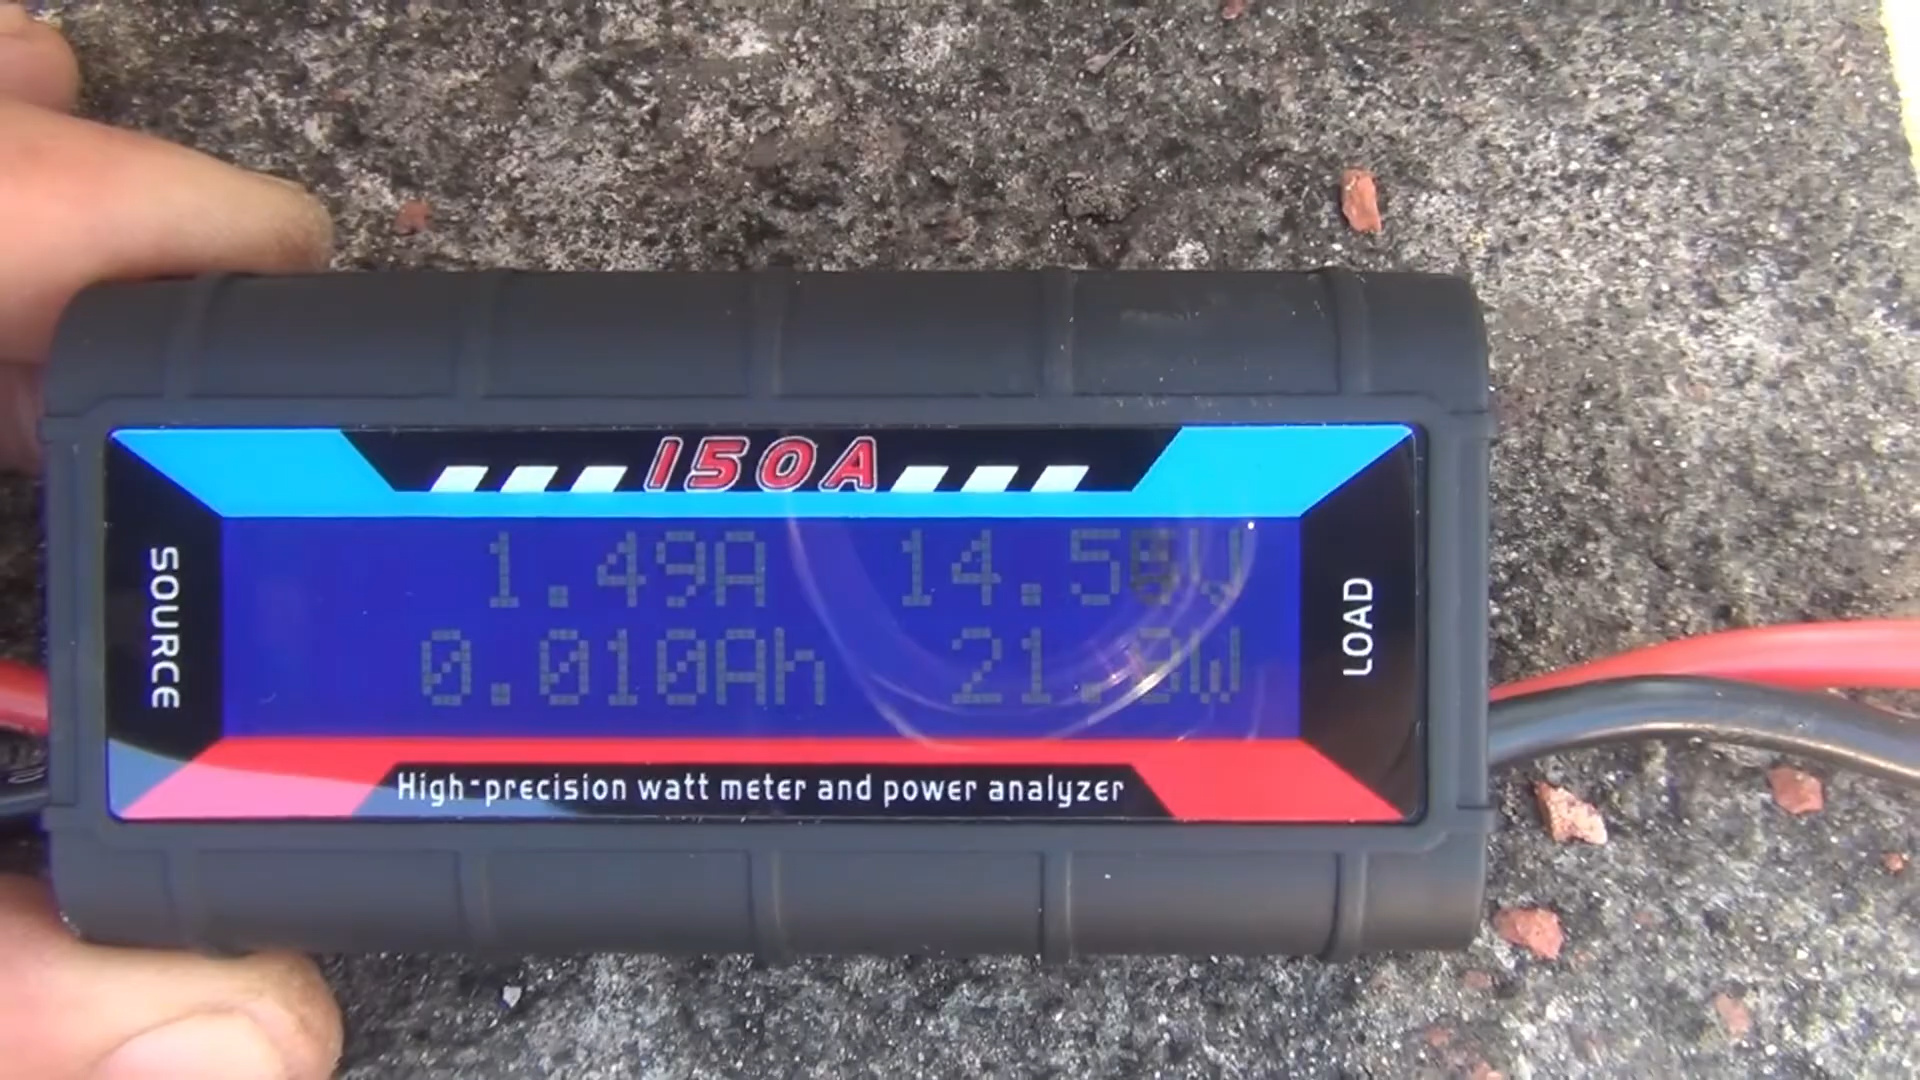 150A
SOURCE
1.49A
0.010Ah
LOAD
High-precision watt meter and power analyzer